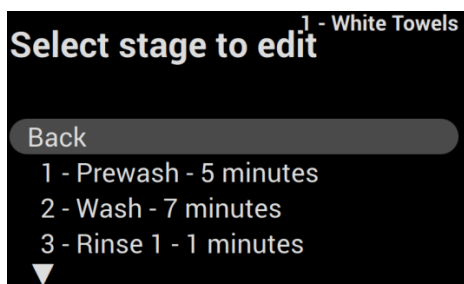 1 - White Towels
Select stage to edit
Back
1 - Prewash - 5 minutes
2 - Wash - 7 minutes
3 - Rinse 1 - 1 minutes